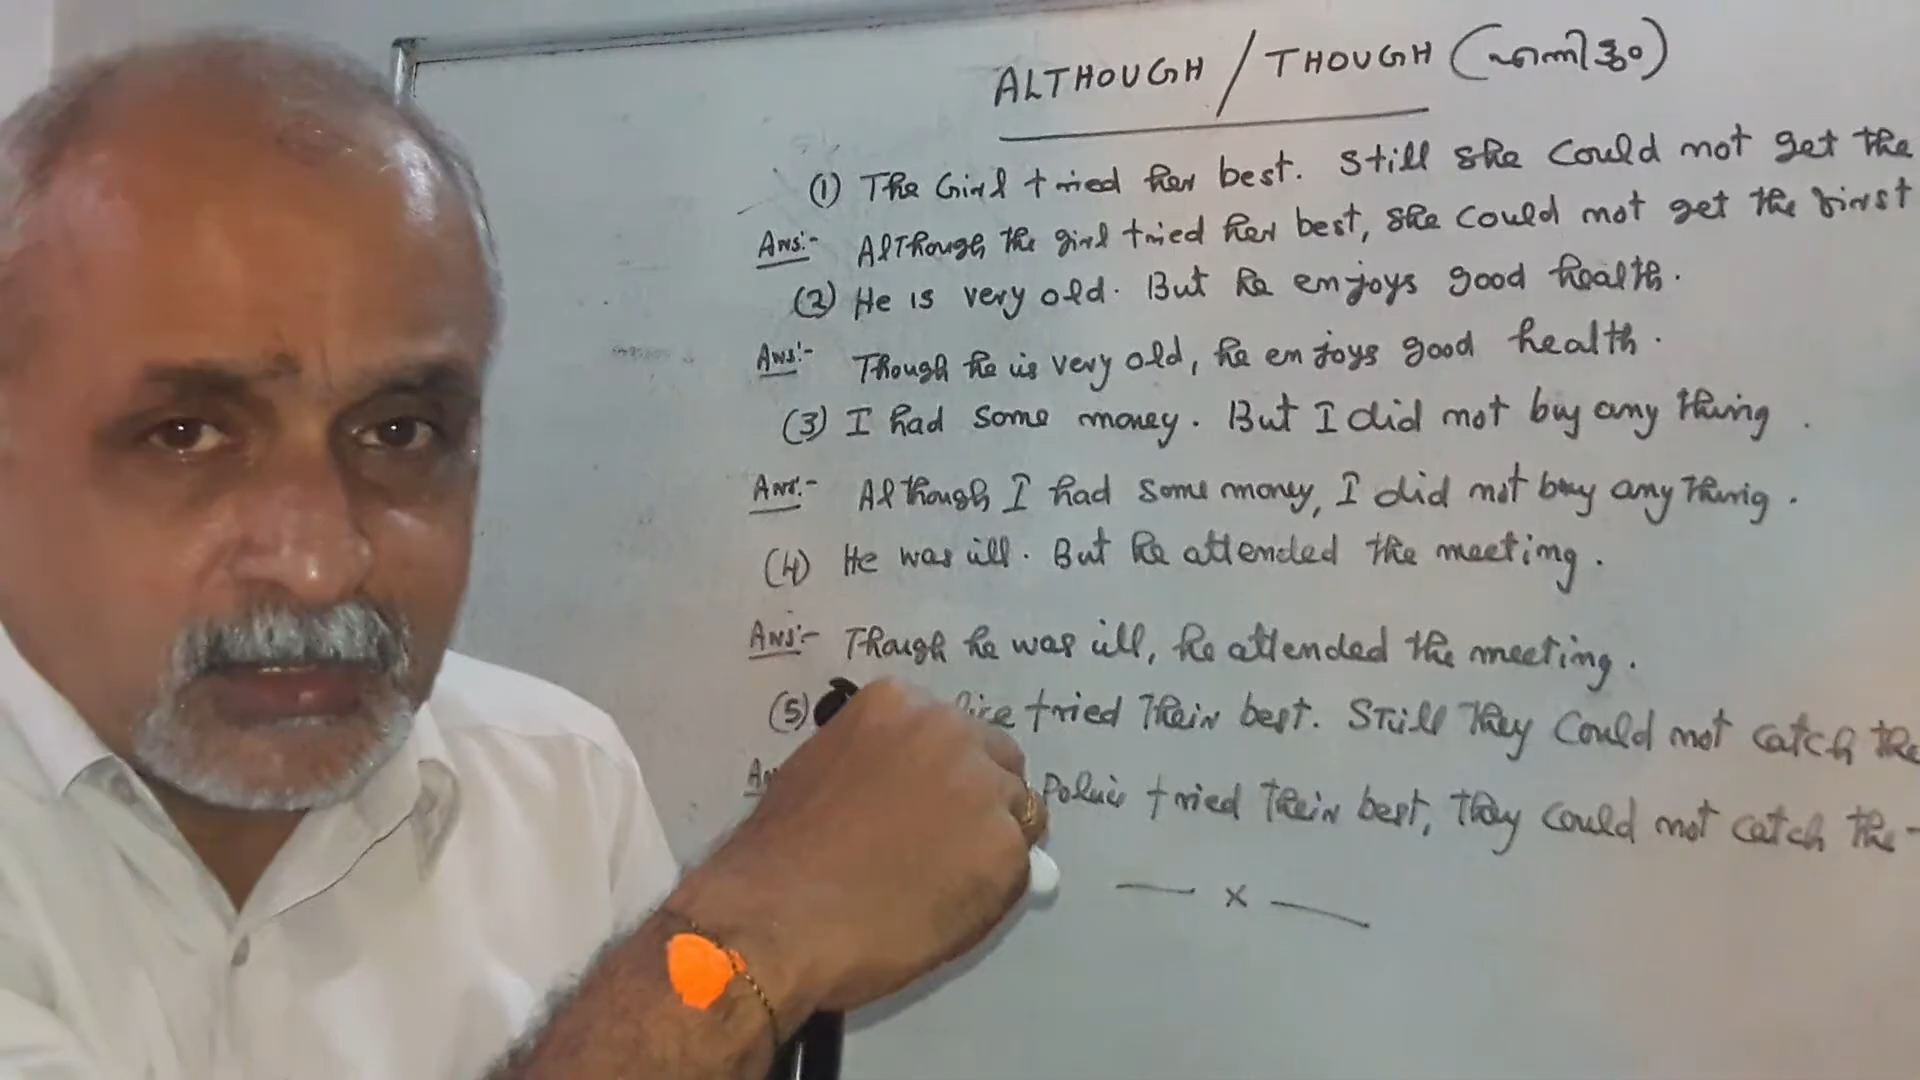 ALTHOUGH / THOUGH (എന്നിട്ടും)
(1) The Girl tried her best. Still she could not get the
Ans:- Although the girl tried her best, she could not get the first
(2) He is very old. But he enjoys good health.
Ans:- Though he is very old, he enjoys good health.
(3) I had some money. But I did not buy any thing.
Ans:- Although I had some money, I did not buy any thing.
(4) He was ill. But he attended the meeting.
Ans:- Though he was ill, he attended the meeting.
(5) tried their best. Still they could not catch the
Police tried their best, they could not catch the
— x —